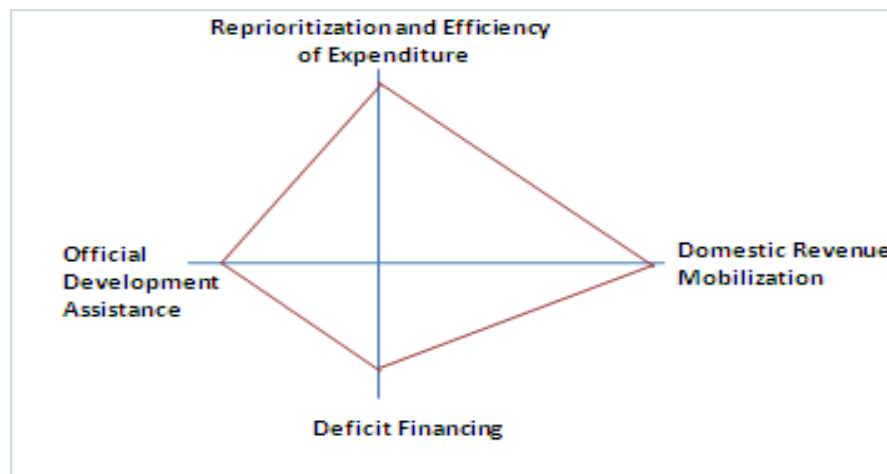 Reprioritization and Efficiency
of Expenditure
Official
Development
Assistance
Domestic Revenue
Mobilization
Deficit Financing